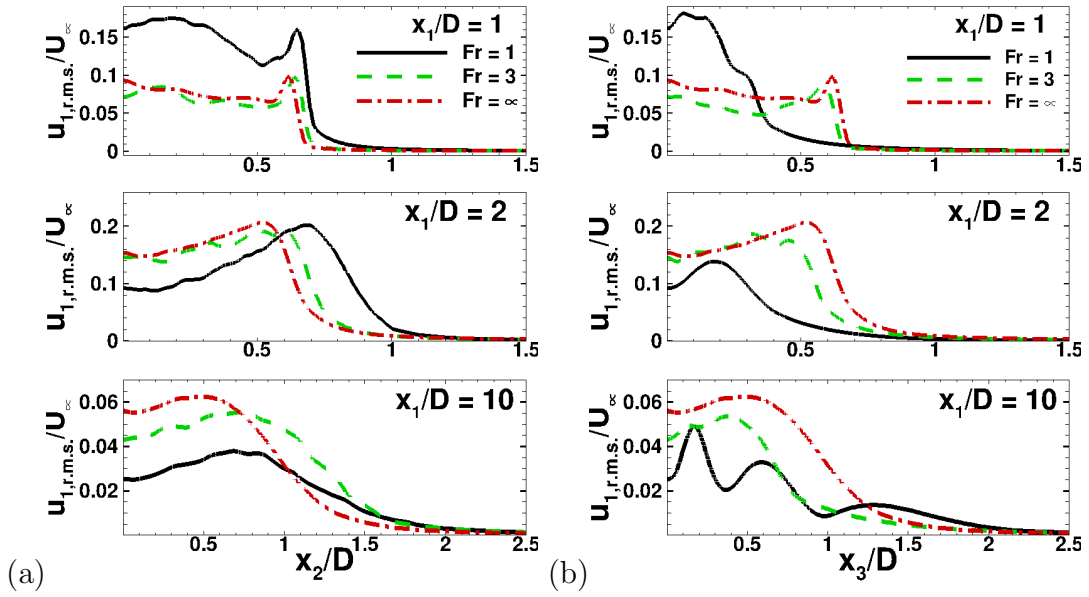 x1/D = 1
u1,r.m.s./U∝
0.15
0.1
0.05
0
Fr = 1
Fr = 3
Fr = ∝
0.5
1
1.5
x1/D = 2
u1,r.m.s./U∝
0.2
0.1
0
0.5
1
1.5
x1/D = 10
u1,r.m.s./U∝
0.06
0.04
0.02
0.5
1
1.5
2
2.5
x2/D
(a)
x1/D = 1
u1,r.m.s./U∝
0.15
0.1
0.05
0
Fr = 1
Fr = 3
Fr = ∝
0.5
1
1.5
x1/D = 2
u1,r.m.s./U∝
0.2
0.1
0
0.5
1
1.5
x1/D = 10
u1,r.m.s./U∝
0.06
0.04
0.02
0.5
1
1.5
2
2.5
x3/D
(b)